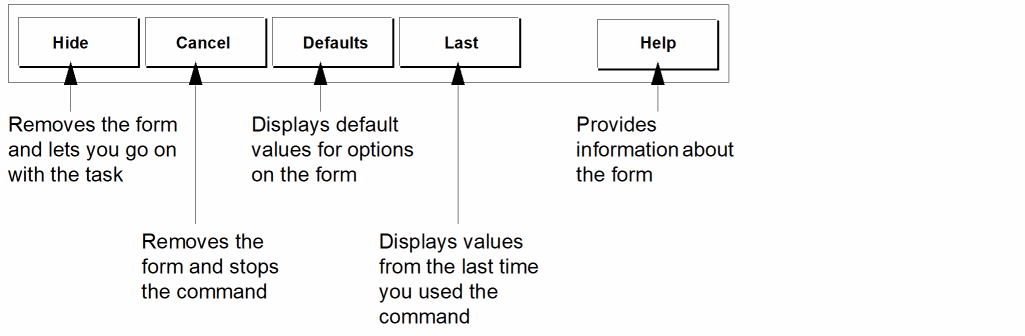 Hide
Cancel
Defaults
Last
Help
Removes the form
and lets you go on
with the task
Displays default
values for options
on the form
Provides
information about
the form
Removes the
form and stops
the command
Displays values
from the last time
you used the
command